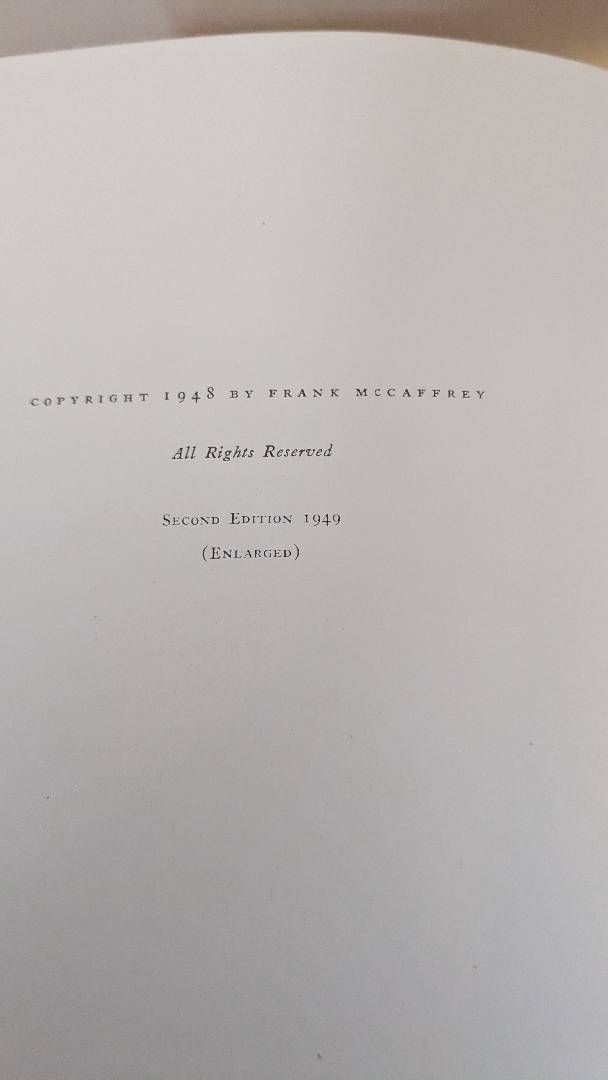 COPYRIGHT 1948 BY FRANK MCCAFFREY
All Rights Reserved
SECOND EDITION 1949
(ENLARGED)